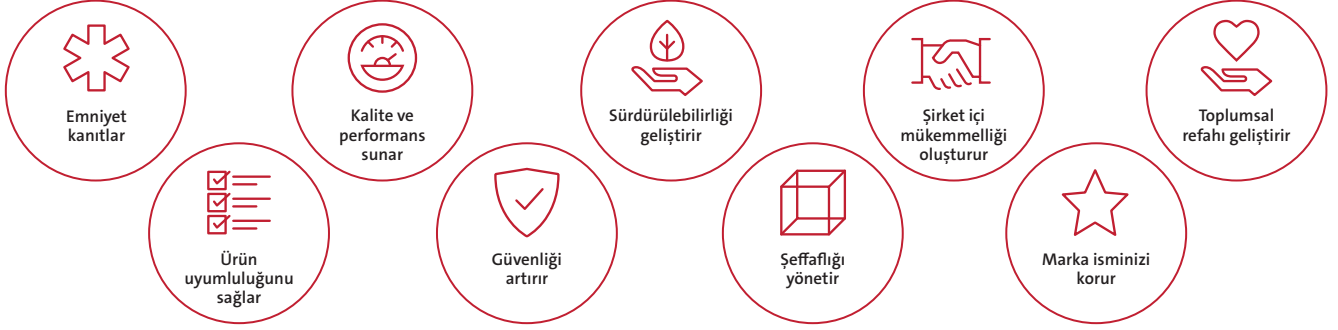 Emniyet
kanıtlar
Kalite ve
performans
sunar
Sürdürülebilirliği
geliştirir
Şirket içi
mükemmelliği
oluşturur
Toplumsal
refahı geliştirir
Ürün
uyumluluğunu
sağlar
Güvenliği
artırır
Şeffaflığı
yönetir
Marka isminizi
korur